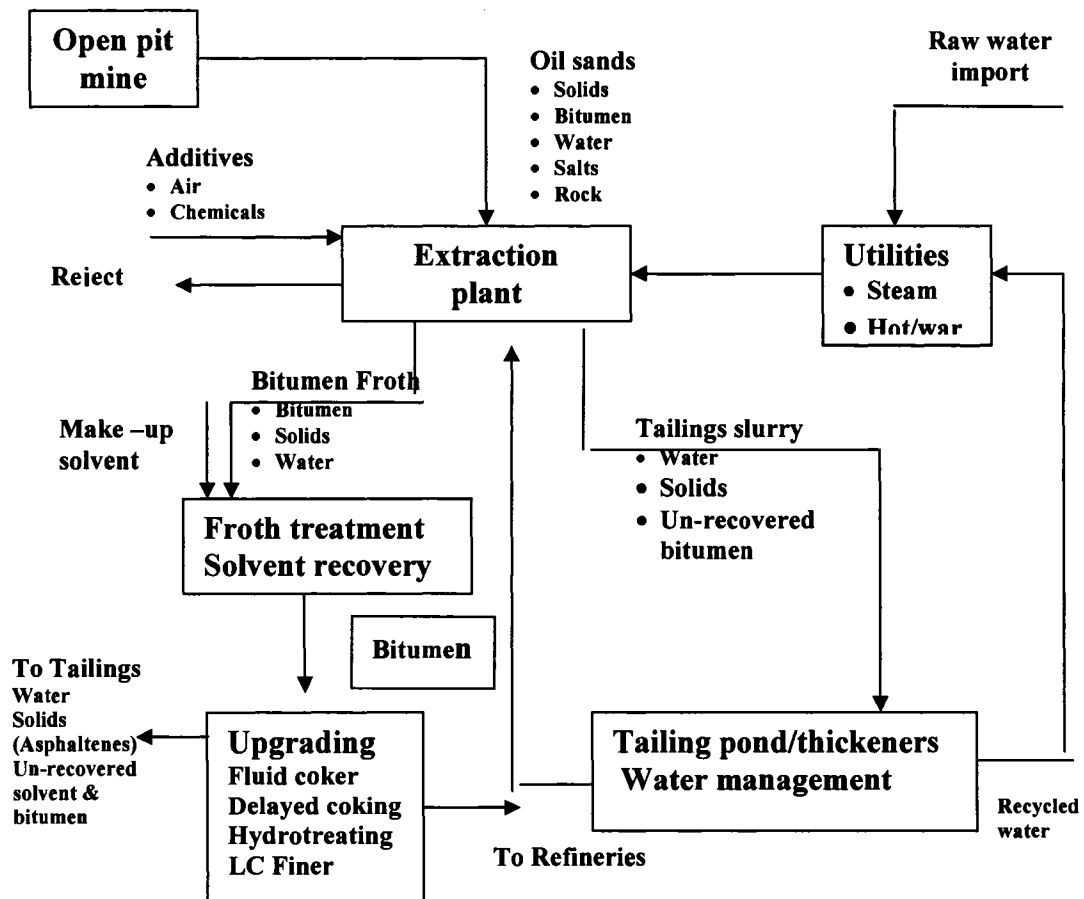 Open pit
mine
Oil sands
• Solids
• Bitumen
• Water
• Salts
• Rock
Raw water
import
Additives
• Air
• Chemicals
Reject
Extraction
plant
Utilities
• Steam
• Hot/war
Bitumen Froth
• Bitumen
• Solids
• Water
Make –up
solvent
Tailings slurry
• Water
• Solids
• Un-recovered
bitumen
Froth treatment
Solvent recovery
Bitumen
To Tailings
Water
Solids
(Asphaltenes)
Un-recovered
solvent &
bitumen
Upgrading
Fluid coker
Delayed coking
Hydrotreating
LC Finer
Tailing pond/thickeners
Water management
Recycled
water
To Refineries